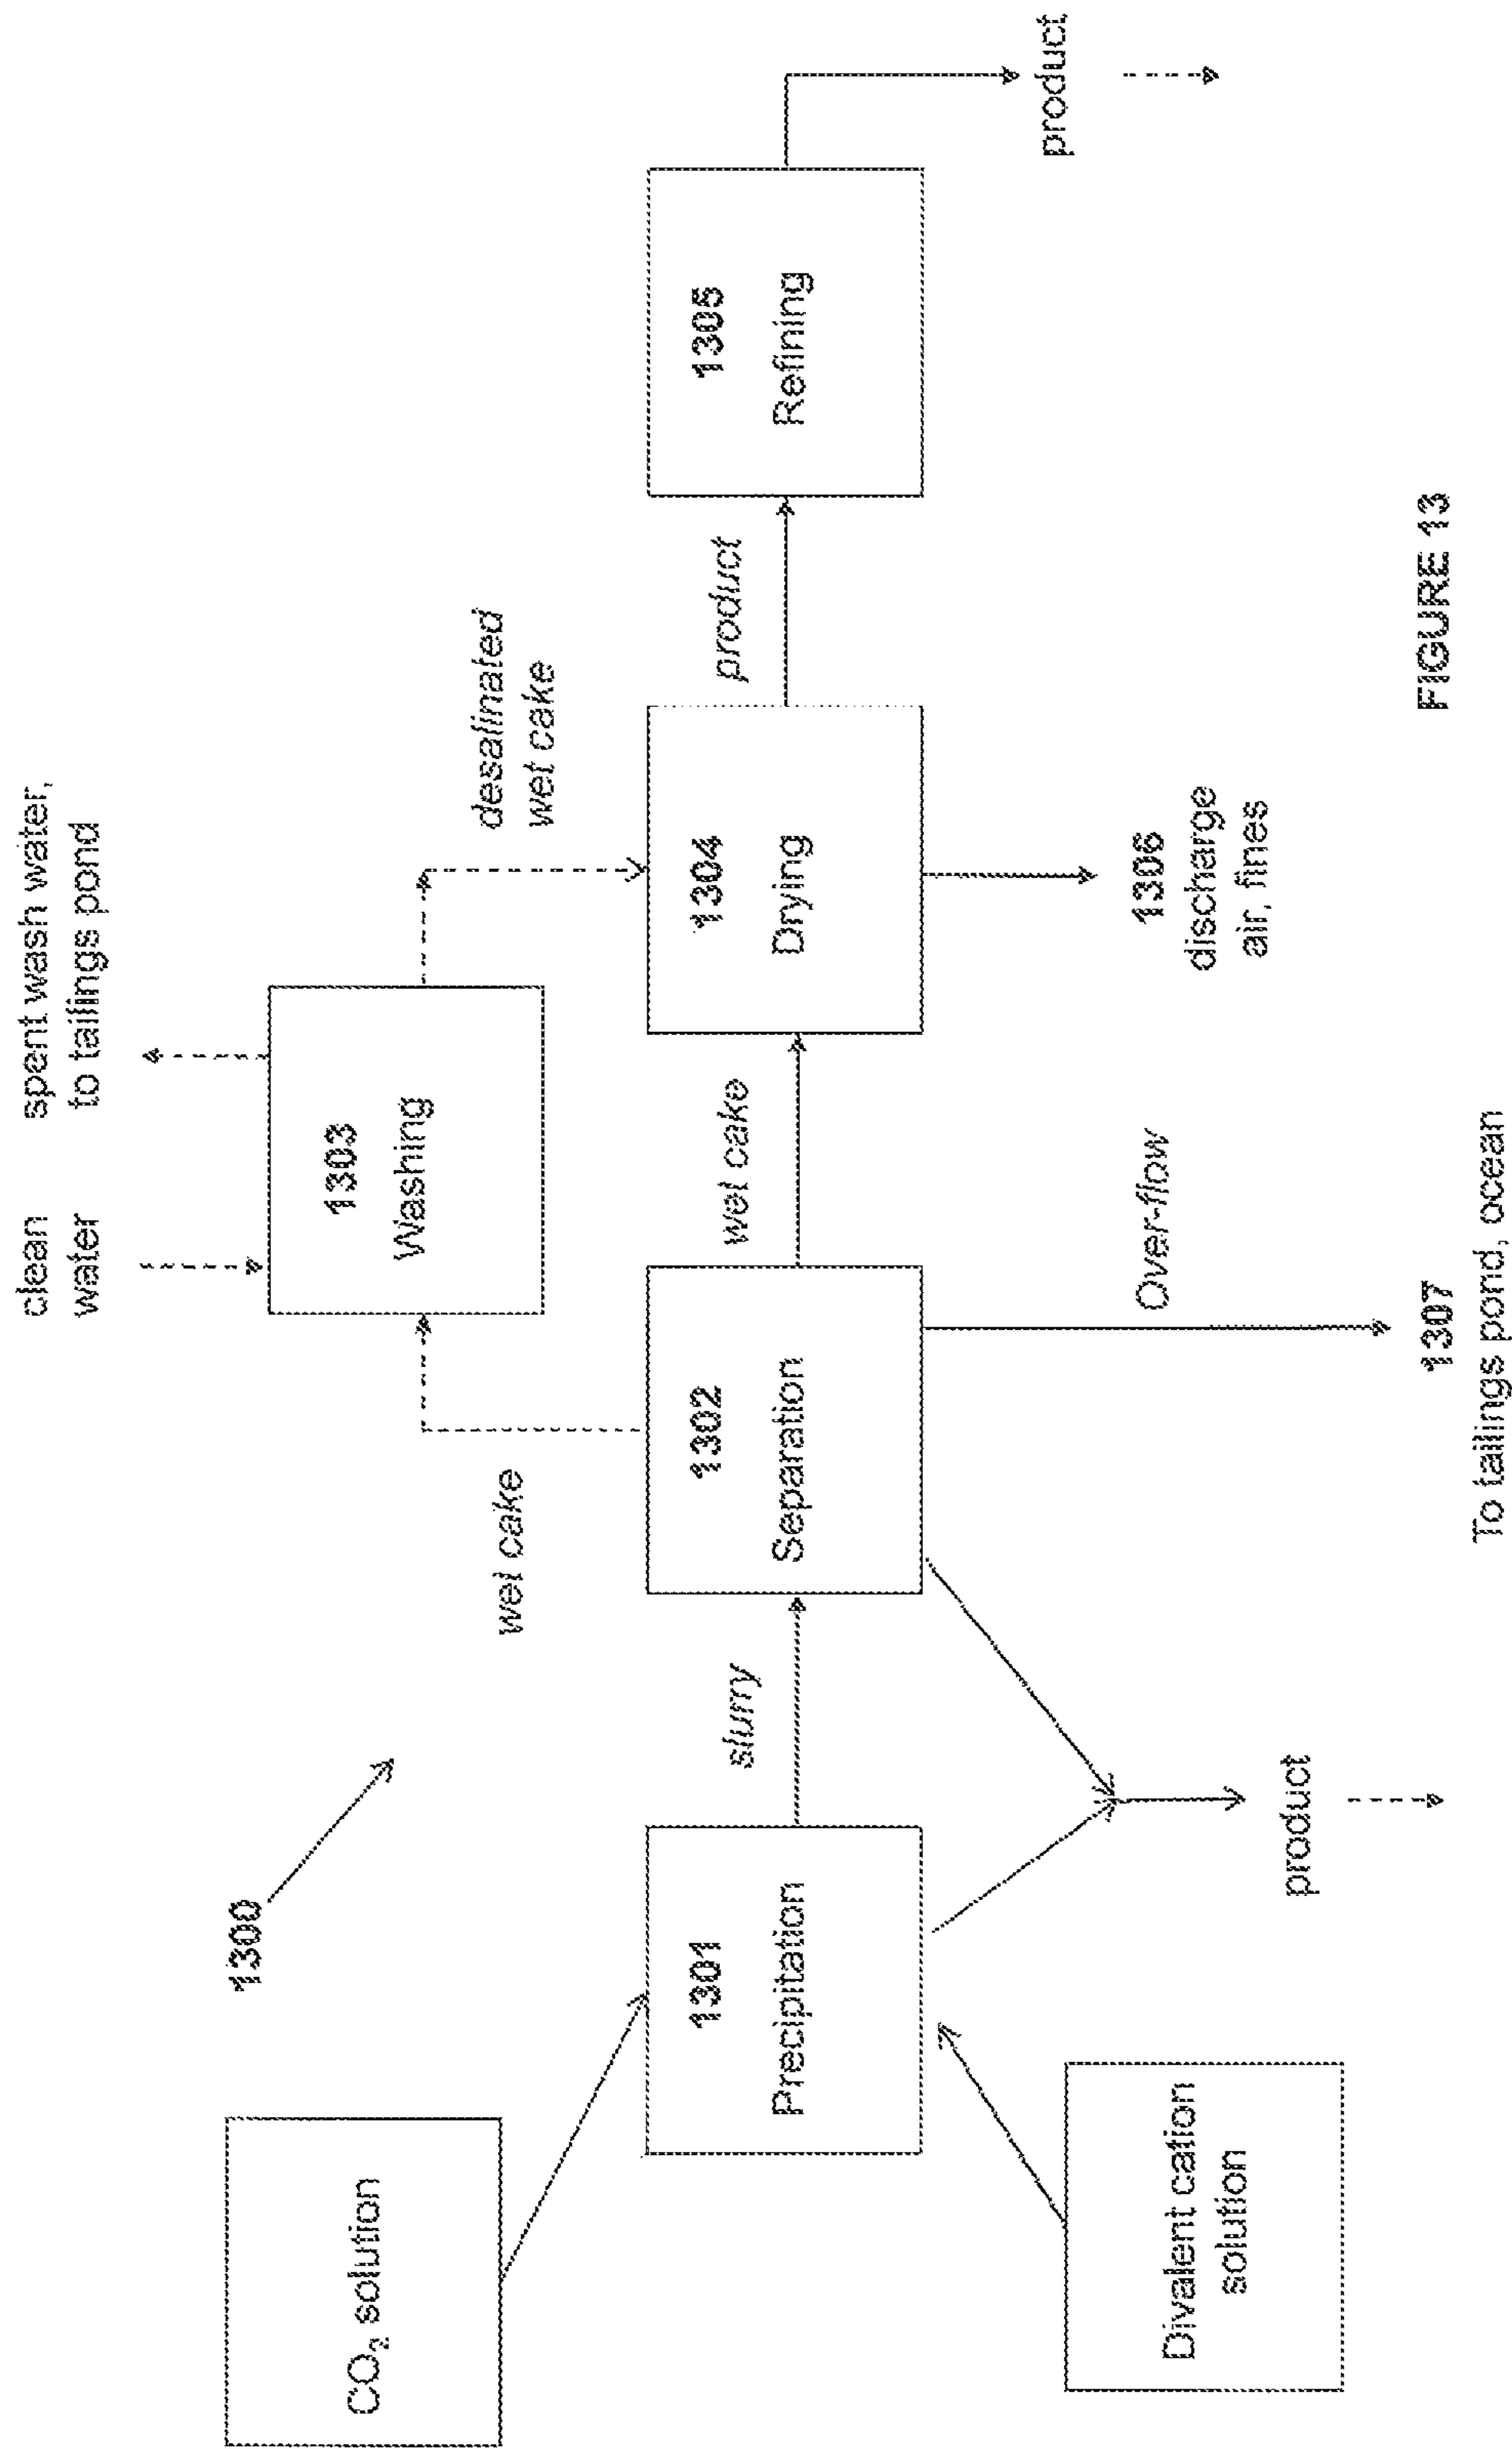 clean
water
spent wash water,
to tailings pond
1300
1303
Washing
CO₂ solution
wet cake
desalinated
wet cake
1301
Precipitation
slurry
1302
Separation
wet cake
1304
Drying
product
1305
Refining
product
Divalent cation
solution
product
Over-flow
1306
discharge
air, fines
1307
To tailings pond, ocean
FIGURE 13